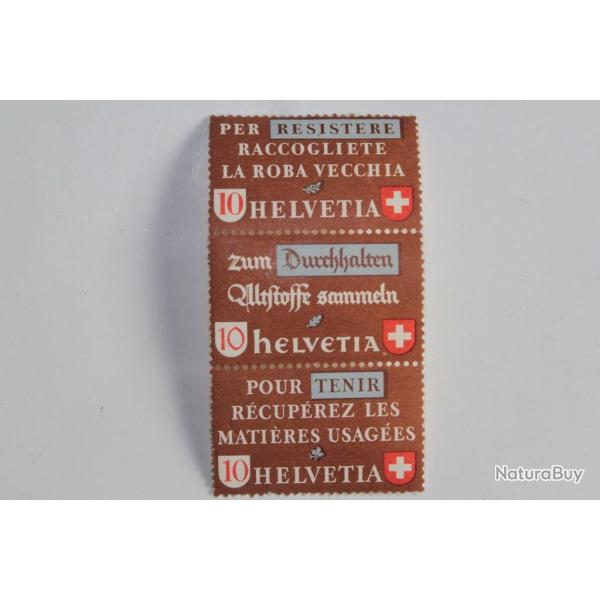 PER RESISTERE
RACCOGLIETE
LA ROBA VECCHIA
10 HELVETIA
zum Durchhalten
Altstoffe sammeln
10 HELVETIA
POUR TENIR
RÉCUPÉREZ LES
MATIÈRES USAGÉES
10 HELVETIA
NaturaBuy